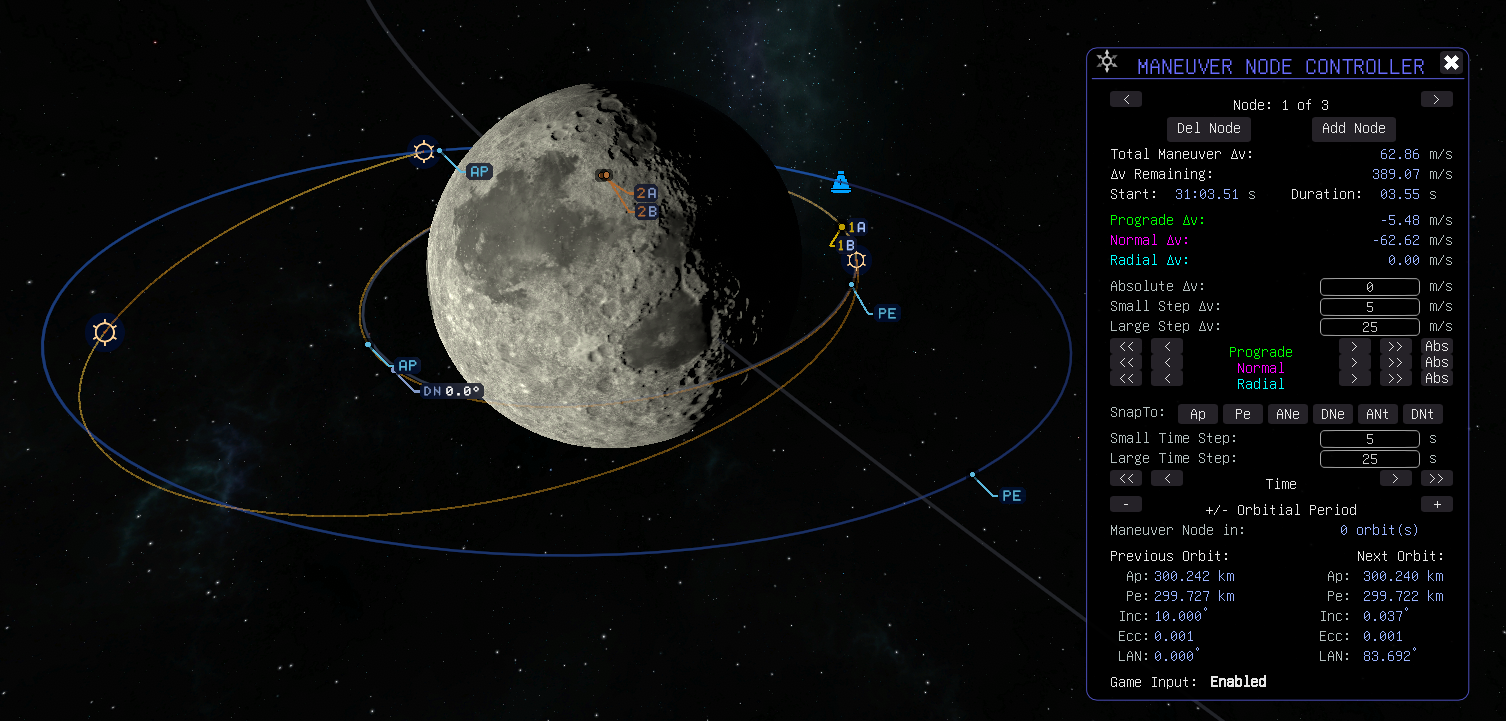 MANEUVER NODE CONTROLLER
<
Node: 1 of 3
>
Del Node
Add Node
Total Maneuver Δv: 62.86 m/s
Δv Remaining: 389.07 m/s
Start: 31:03.51 s Duration: 03.55 s
Prograde Δv: -5.48 m/s
Normal Δv: -62.62 m/s
Radial Δv: 0.00 m/s
Absolute Δv: 0 m/s
Small Step Δv: 5 m/s
Large Step Δv: 25 m/s
<< < Prograde > >> Abs
<< < Normal > >> Abs
<< < Radial > >> Abs
SnapTo: Ap Pe ANe DNe ANt DNt
Small Time Step: 5 s
Large Time Step: 25 s
<< < Time > >>
- +/- Orbitial Period +
Maneuver Node in: 0 orbit(s)
Previous Orbit: Next Orbit:
Ap: 300.242 km Ap: 300.240 km
Pe: 299.727 km Pe: 299.722 km
Inc: 10.000° Inc: 0.037°
Ecc: 0.001 Ecc: 0.001
LAN: 0.000° LAN: 83.692°
Game Input: Enabled
AP
2A
2B
1A
1B
PE
AP
DN 0.0°
PE